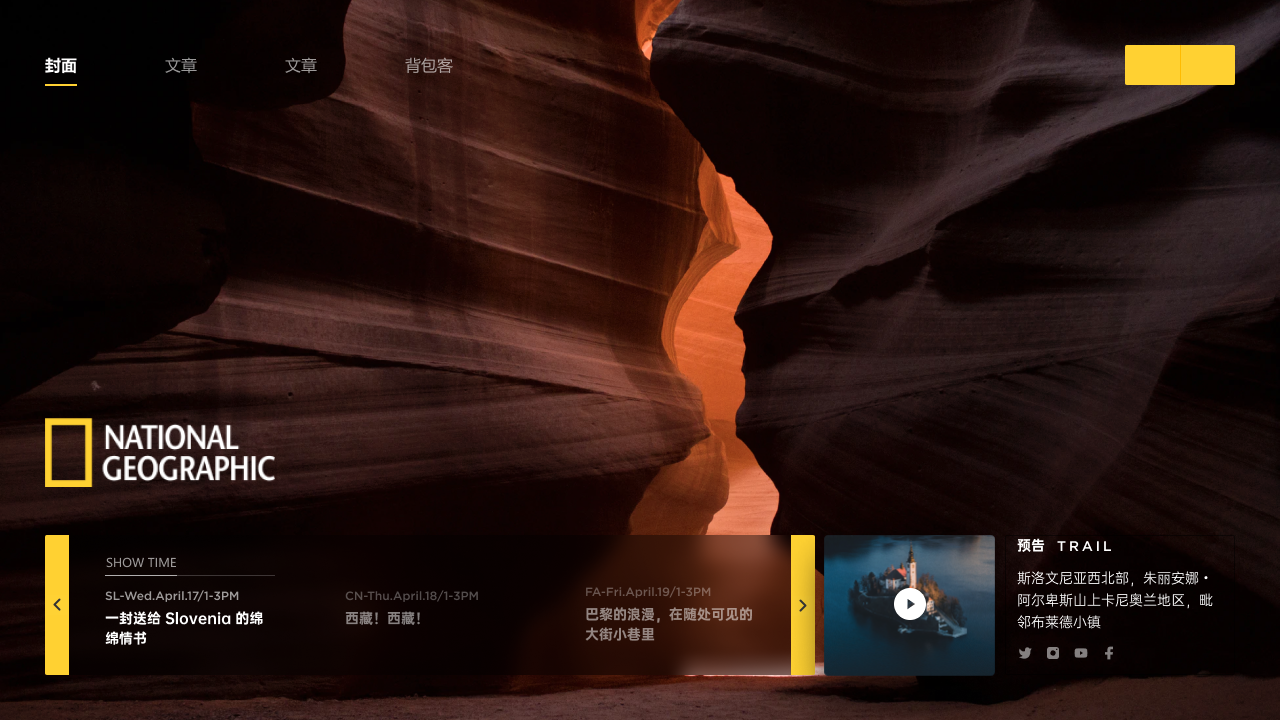 封面
文章
文章
背包客
NATIONAL
GEOGRAPHIC
SHOW TIME
SL-Wed.April.17/1-3PM
一封送给 Slovenia 的绵
绵情书
CN-Thu.April.18/1-3PM
西藏！西藏！
FA-Fri.April.19/1-3PM
巴黎的浪漫，在随处可见的
大街小巷里
预告 TRAIL
斯洛文尼亚西北部，朱丽安娜·
阿尔卑斯山上卡尼奥兰地区，毗
邻布莱德小镇